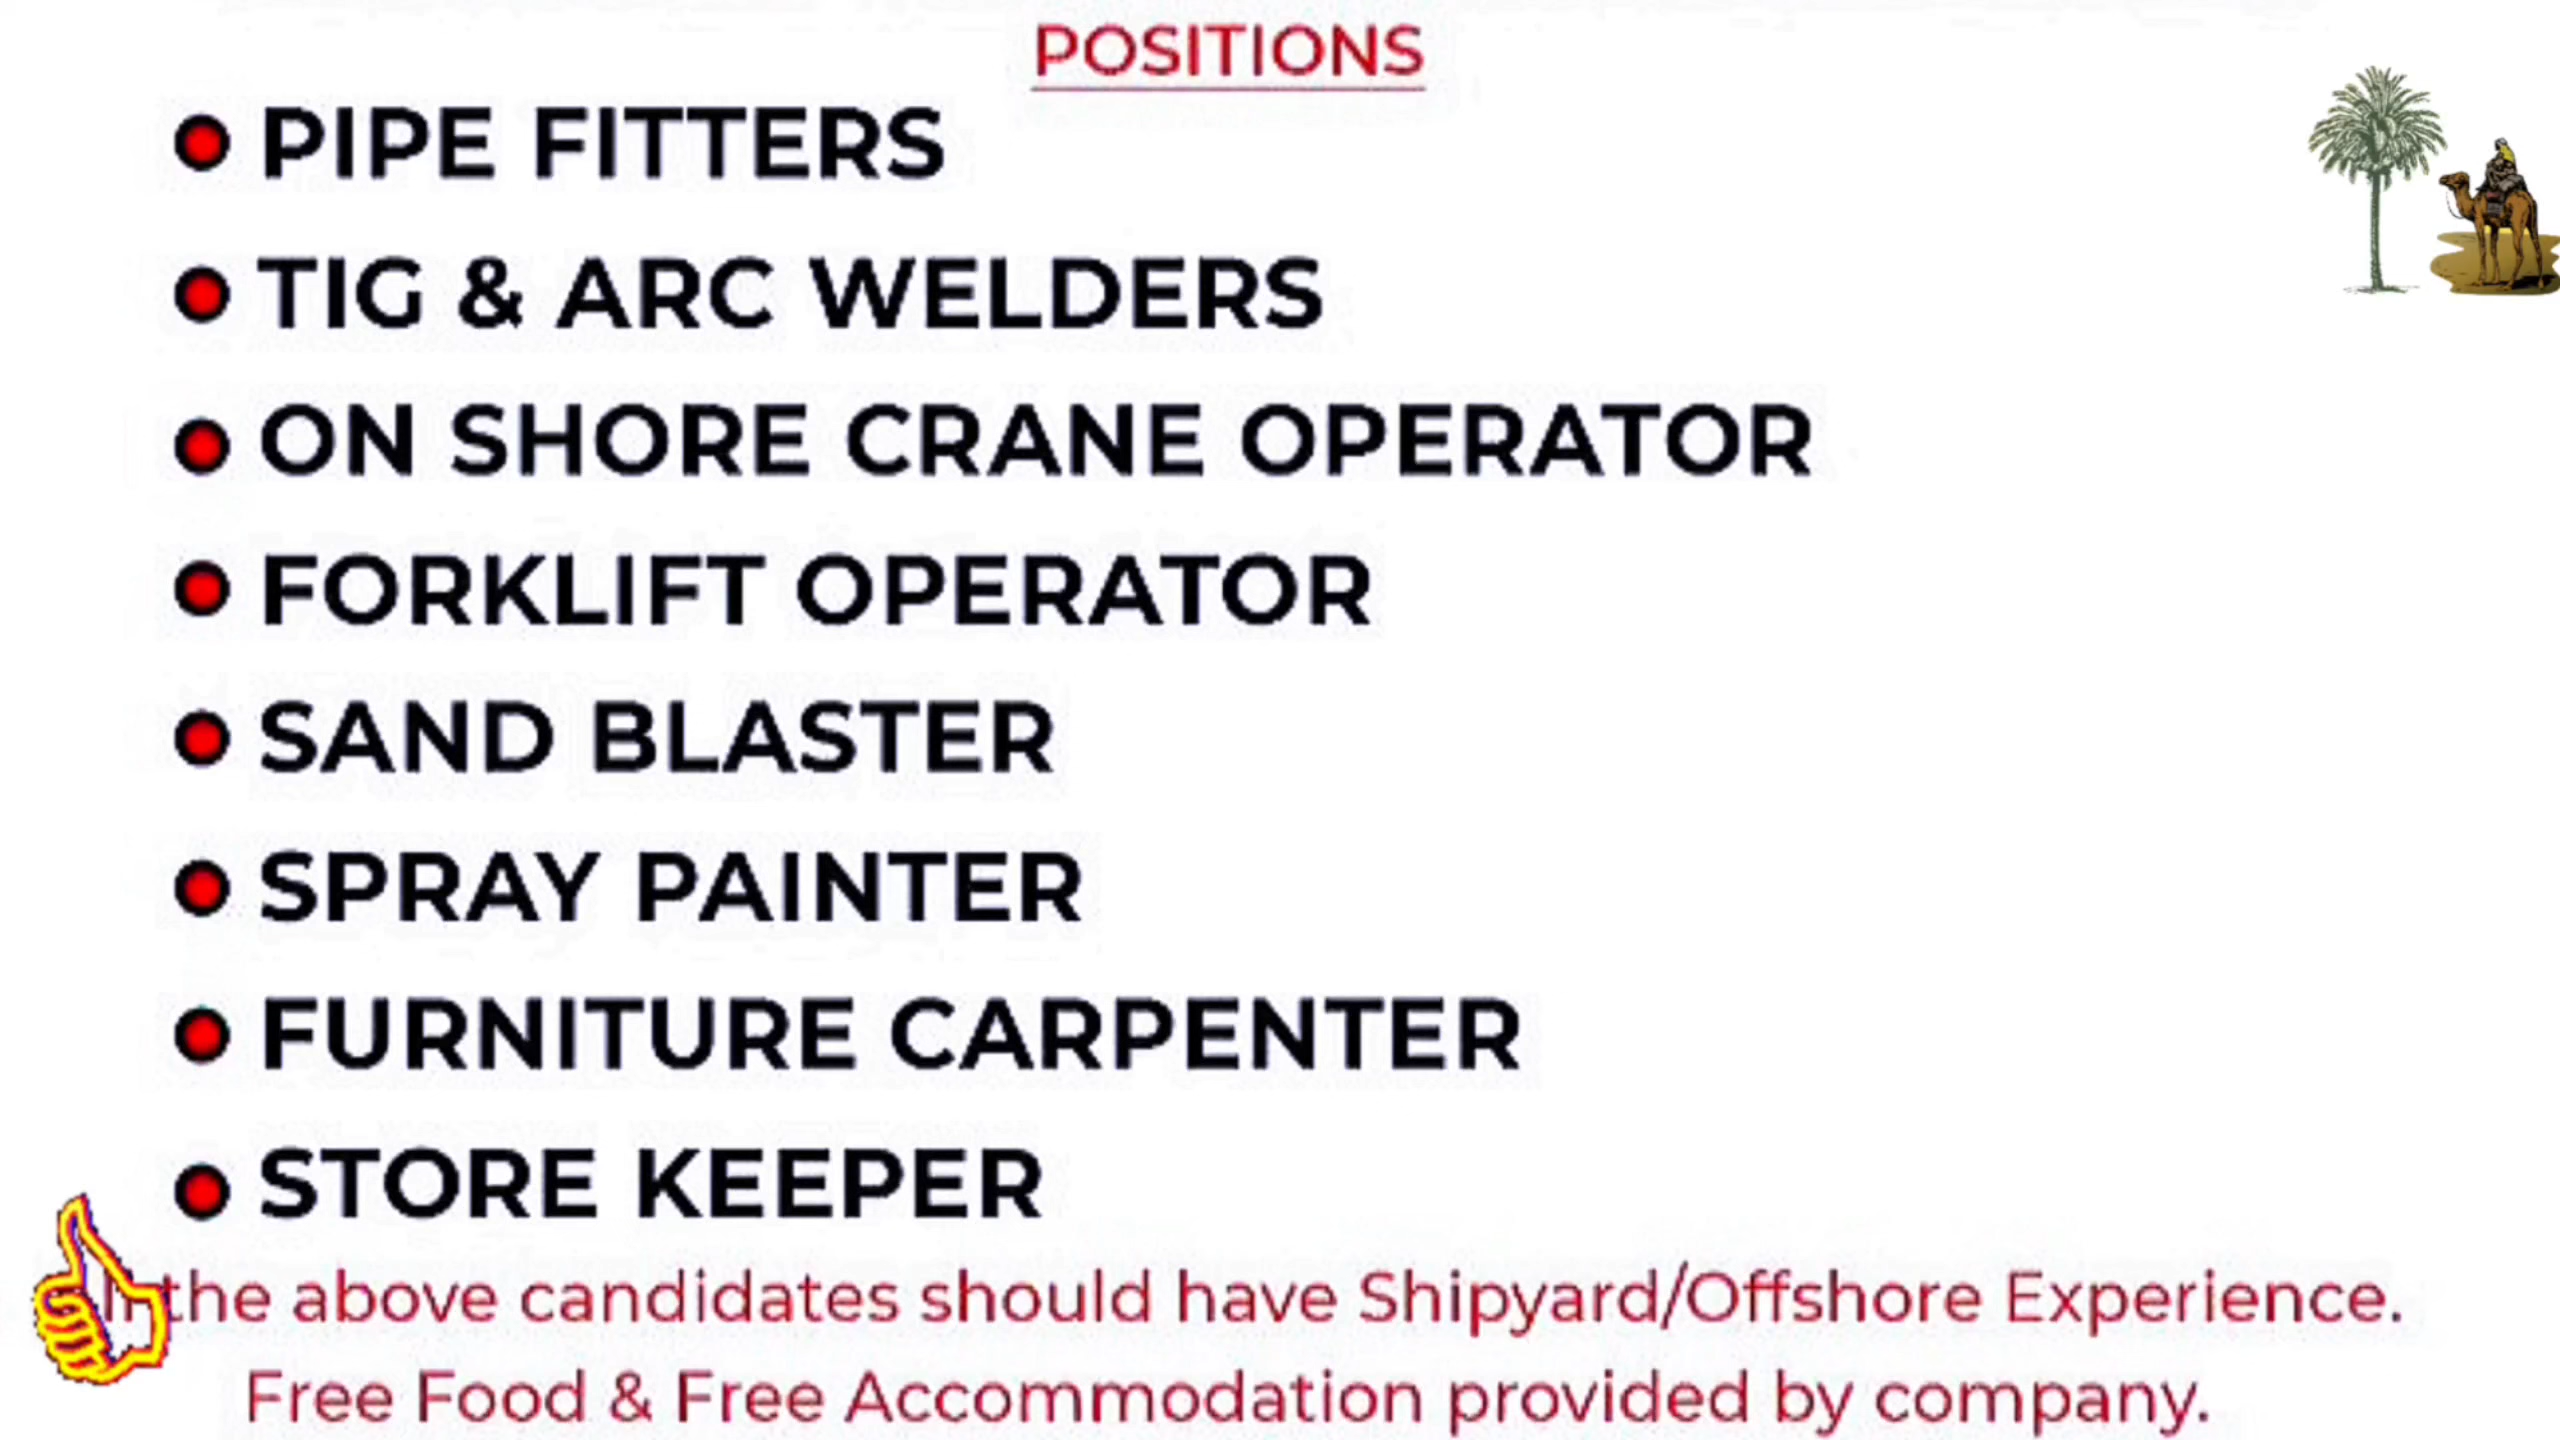 POSITIONS
PIPE FITTERS
TIG & ARC WELDERS
ON SHORE CRANE OPERATOR
FORKLIFT OPERATOR
SAND BLASTER
SPRAY PAINTER
FURNITURE CARPENTER
STORE KEEPER
the above candidates should have Shipyard/Offshore Experience.
Free Food & Free Accommodation provided by company.